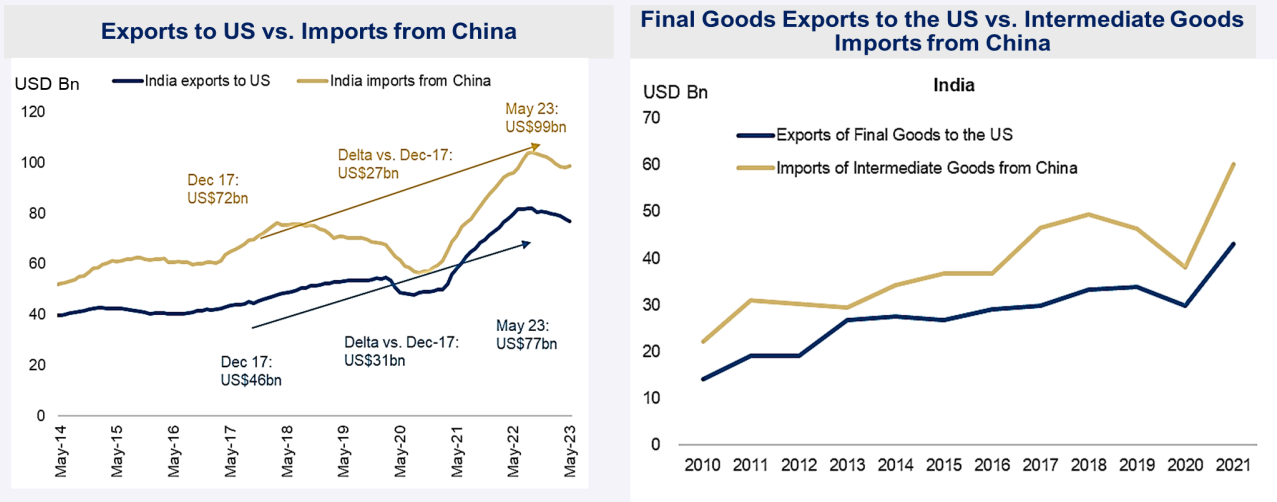 Exports to US vs. Imports from China
USD Bn
India exports to US
India imports from China
120
100
80
60
40
20
0
May 23:
US$99bn
Delta vs. Dec-17:
US$27bn
Dec 17:
US$72bn
May 23:
US$77bn
Delta vs. Dec-17:
US$31bn
Dec 17:
US$46bn
May-14
May-15
May-16
May-17
May-18
May-19
May-20
May-21
May-22
May-23
Final Goods Exports to the US vs. Intermediate Goods
Imports from China
India
USD Bn
Exports of Final Goods to the US
Imports of Intermediate Goods from China
70
60
50
40
30
20
10
0
2010 2011 2012 2013 2014 2015 2016 2017 2018 2019 2020 2021